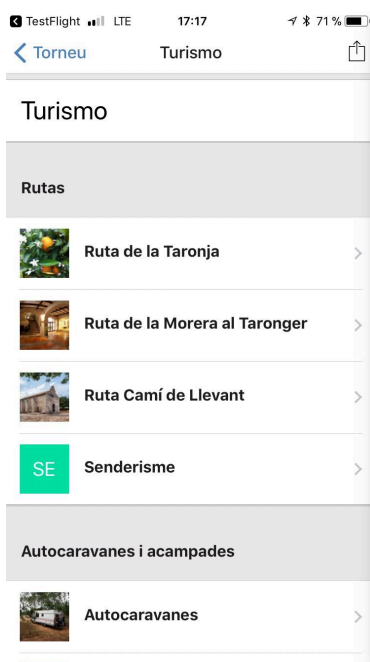 TestFlight LTE 17:17 71 %
Torneu Turismo
Turismo
Rutas
Ruta de la Taronja
Ruta de la Morera al Taronger
Ruta Camí de Llevant
SE Senderisme
Autocaravanes i acampades
Autocaravanes